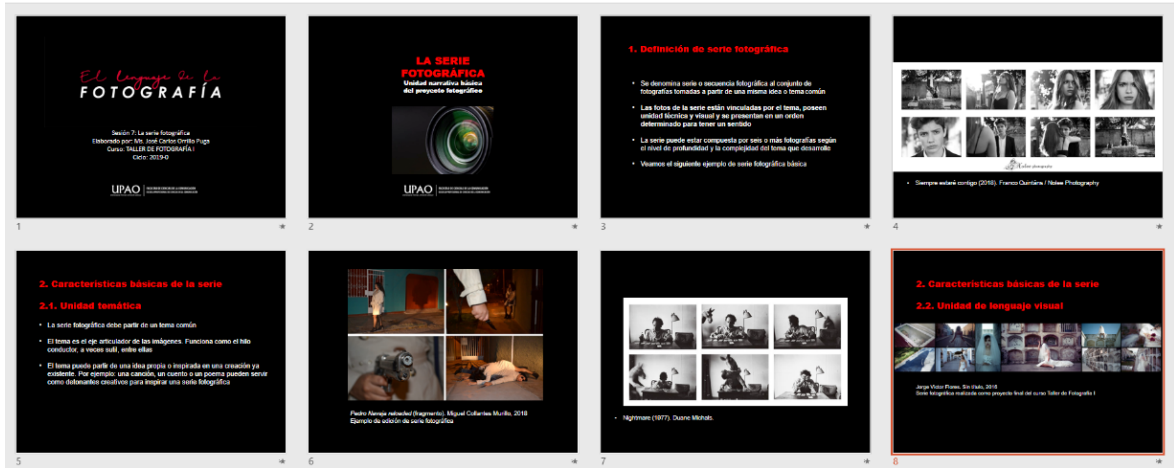 El lenguaje de la
FOTOGRAFÍA
Sesión 7: La serie fotográfica
Elaborado por: Ms. José Carlos Orrillo Puga
Curso: TALLER DE FOTOGRAFÍA I
Ciclo: 2019-0
UPAO
1
LA SERIE
FOTOGRÁFICA
Unidad narrativa básica
del proyecto fotográfico
UPAO
2
1. Definición de serie fotográfica
• Se denomina serie o secuencia fotográfica al conjunto de
fotografías tomadas a partir de una misma idea o tema común
• Las fotos de la serie están vinculadas por el tema, poseen
unidad técnica y visual y se presentan en un orden
determinado para tener un sentido
• La serie puede estar compuesta por seis o más fotografías según
el nivel de profundidad y la complejidad del tema que desarrolle
• Veamos el siguiente ejemplo de serie fotográfica básica
3
• Siempre estaré contigo (2018). Franco Quintana / Nolee Photography
4
2. Características básicas de la serie
2.1. Unidad temática
• La serie fotográfica debe partir de un tema común
• El tema es el eje articulador de las imágenes. Funciona como el hilo
conductor, a veces sutil, entre ellas
• El tema puede partir de una idea propia o inspirada en una creación ya
existente. Por ejemplo: una canción, un cuento o un poema pueden servir
como detonantes creativos para inspirar una serie fotográfica
5
Pedro Navaja reloaded (fragmento). Miguel Collantes Murillo, 2018
Ejemplo de edición de serie fotográfica
6
• Nightmare (1977). Duane Michals.
7
2. Características básicas de la serie
2.2. Unidad de lenguaje visual
Jorge Victor Flores. Sin título, 2016
Serie fotográfica realizada como proyecto final del curso Taller de Fotografía I
8